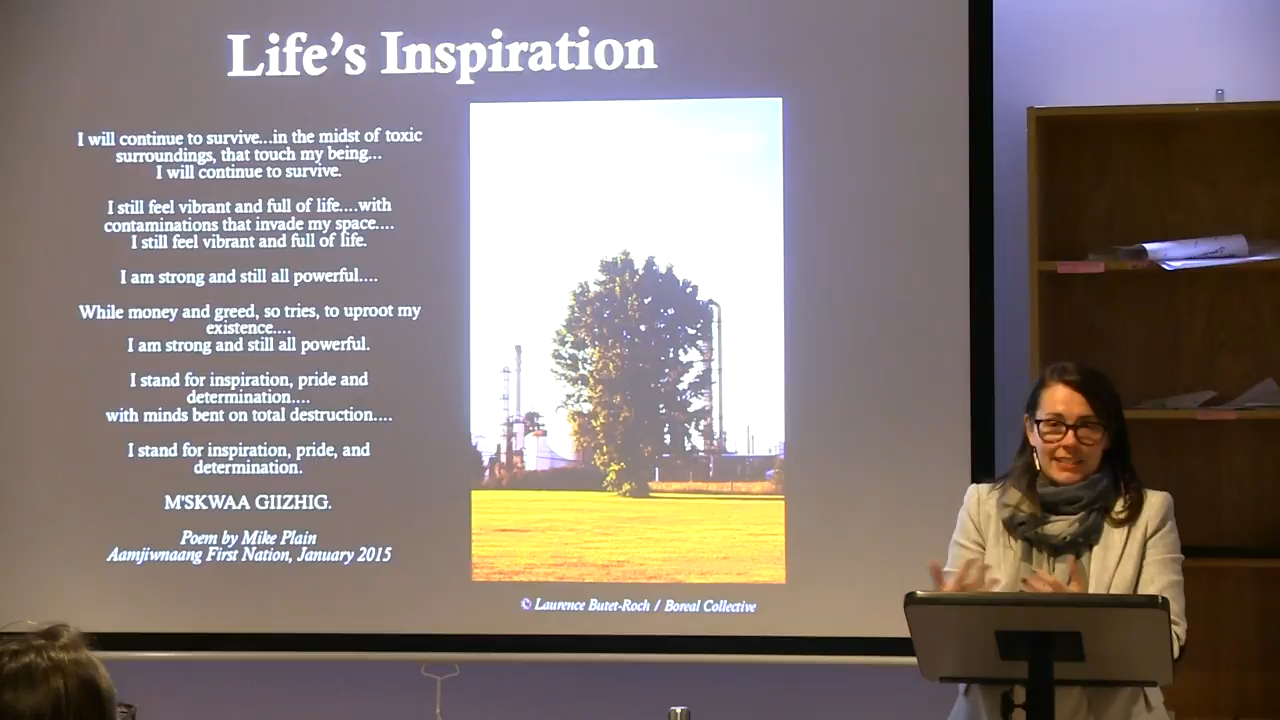 Life's Inspiration
I will continue to survive...in the midst of toxic
surroundings, that touch my being...
I will continue to survive.
I still feel vibrant and full of life....with
contaminations that invade my space....
I still feel vibrant and full of life.
I am strong and still all powerful....
While money and greed, so tries, to uproot my
existence....
I am strong and still all powerful.
I stand for inspiration, pride and
determination....
with minds bent on total destruction....
I stand for inspiration, pride, and
determination.
M'SKWAA GIIZHIG.
Poem by Mike Plain
Aamjiwnaang First Nation, January 2015
© Laurence Butet-Roch / Boreal Collective